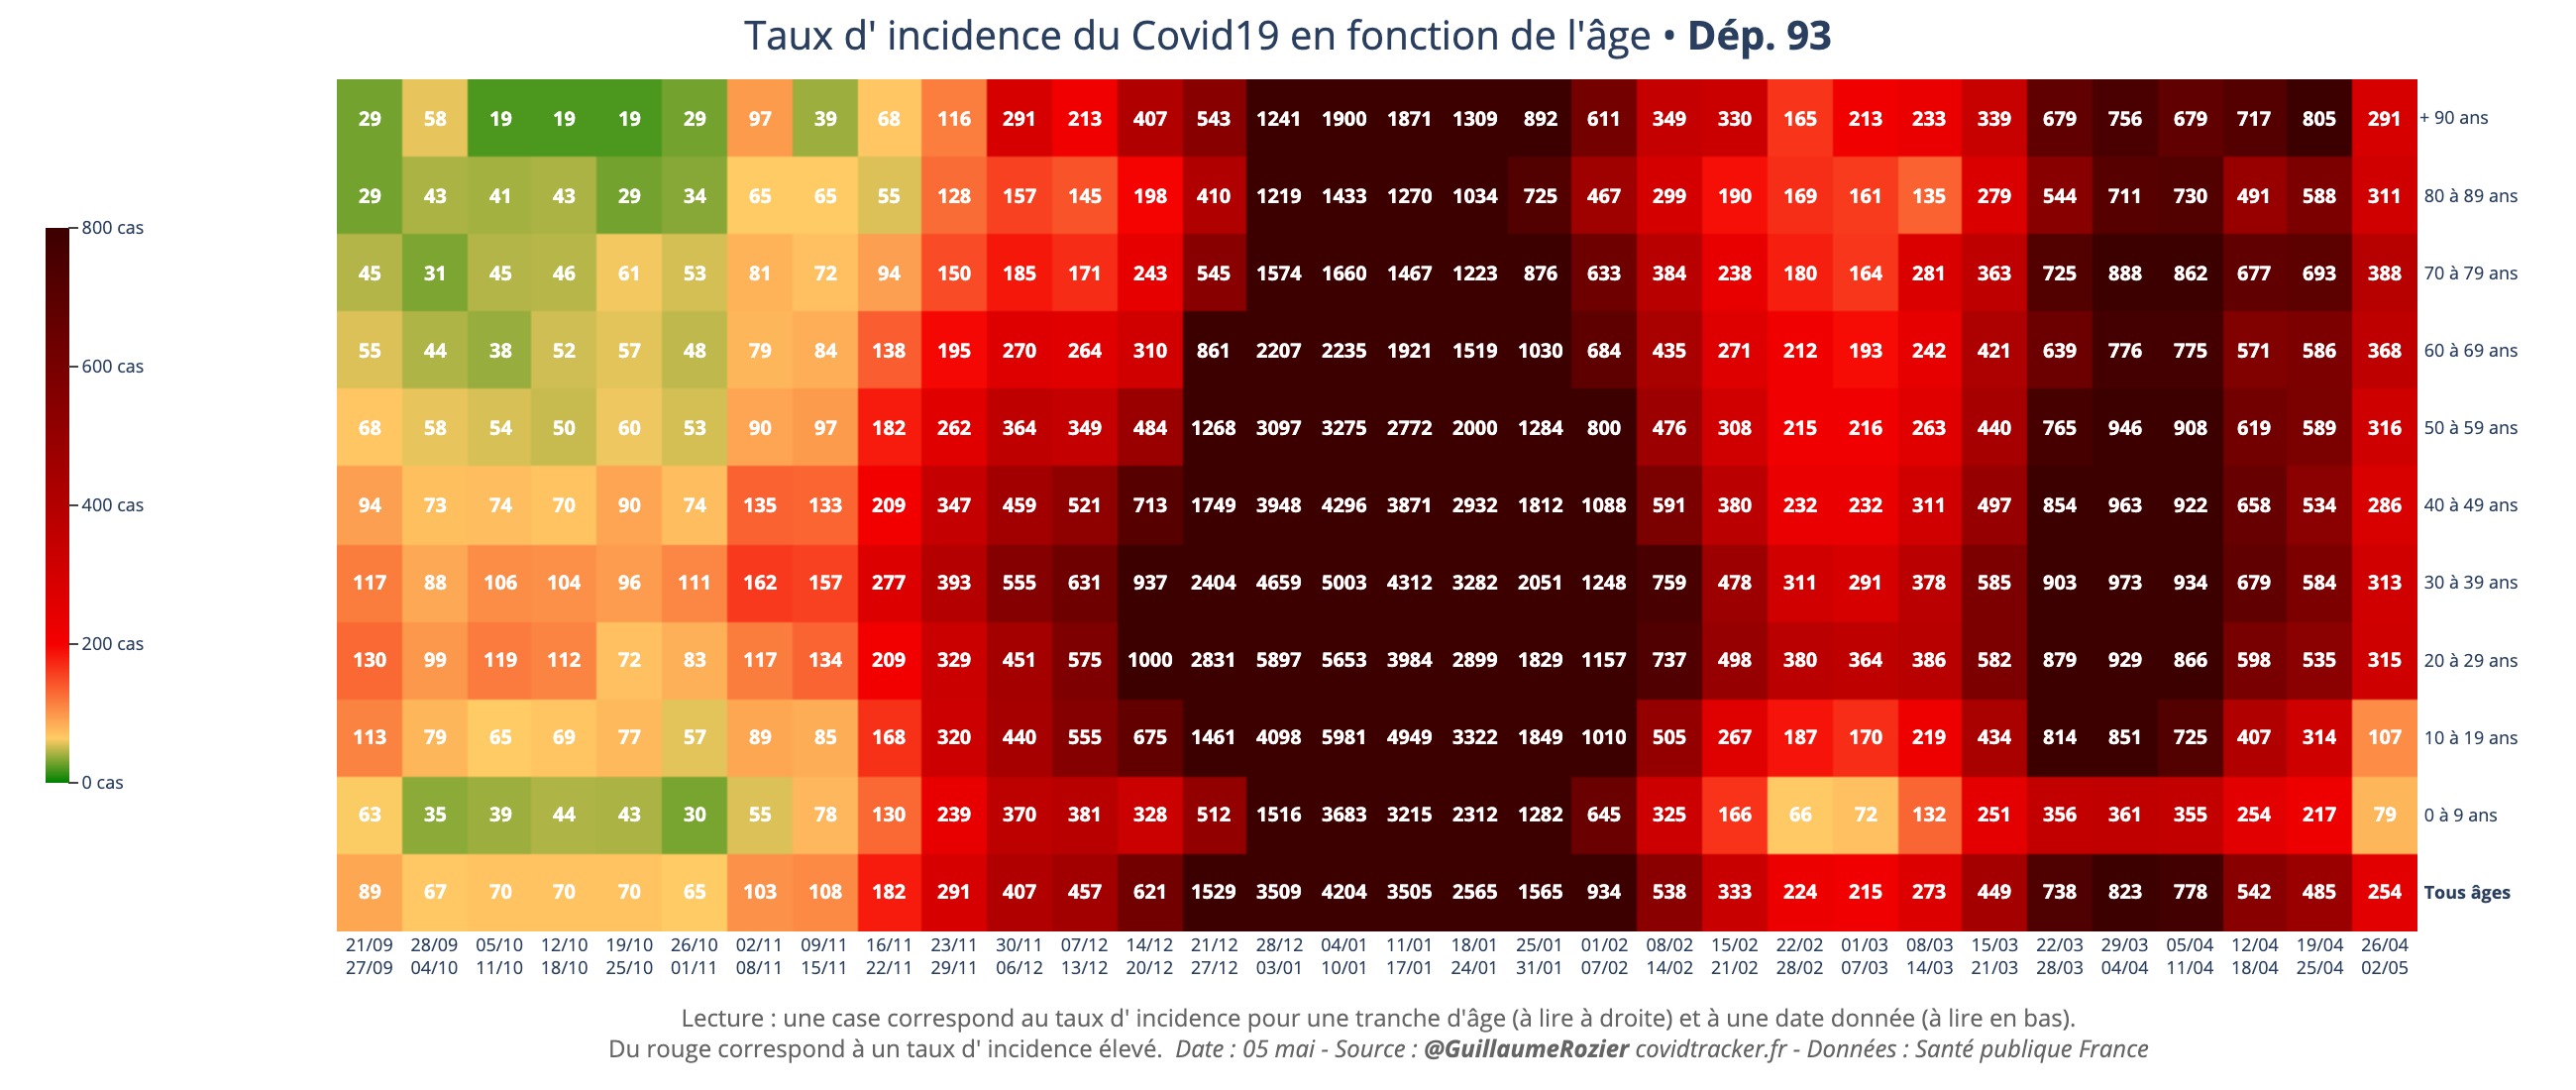 Taux d' incidence du Covid19 en fonction de l'âge • Dép. 93
800 cas
600 cas
400 cas
200 cas
0 cas
29 58 19 19 19 29 97 39 68 116 291 213 407 543 1241 1900 1871 1309 892 611 349 330 165 213 233 339 679 756 679 717 805 291 + 90 ans
29 43 41 43 29 34 65 65 55 128 157 145 198 410 1219 1433 1270 1034 725 467 299 190 169 161 135 279 544 711 730 491 588 311 80 à 89 ans
45 31 45 46 61 53 81 72 94 150 185 171 243 545 1574 1660 1467 1223 876 633 384 238 180 164 281 363 725 888 862 677 693 388 70 à 79 ans
55 44 38 52 57 48 79 84 138 195 270 264 310 861 2207 2235 1921 1519 1030 684 435 271 212 193 242 421 639 776 775 571 586 368 60 à 69 ans
68 58 54 50 60 53 90 97 182 262 364 349 484 1268 3097 3275 2772 2000 1284 800 476 308 215 216 263 440 765 946 908 619 589 316 50 à 59 ans
94 73 74 70 90 74 135 133 209 347 459 521 713 1749 3948 4296 3871 2932 1812 1088 591 380 232 232 311 497 854 963 922 658 534 286 40 à 49 ans
117 88 106 104 96 111 162 157 277 393 555 631 937 2404 4659 5003 4312 3282 2051 1248 759 478 311 291 378 585 903 973 934 679 584 313 30 à 39 ans
130 99 119 112 72 83 117 134 209 329 451 575 1000 2831 5897 5653 3984 2899 1829 1157 737 498 380 364 386 582 879 929 866 598 535 315 20 à 29 ans
113 79 65 69 77 57 89 85 168 320 440 555 675 1461 4098 5981 4949 3322 1849 1010 505 267 187 170 219 434 814 851 725 407 314 107 10 à 19 ans
63 35 39 44 43 30 55 78 130 239 370 381 328 512 1516 3683 3215 2312 1282 645 325 166 66 72 132 251 356 361 355 254 217 79 0 à 9 ans
89 67 70 70 70 65 103 108 182 291 407 457 621 1529 3509 4204 3505 2565 1565 934 538 333 224 215 273 449 738 823 778 542 485 254 Tous âges
21/09 28/09 05/10 12/10 19/10 26/10 02/11 09/11 16/11 23/11 30/11 07/12 14/12 21/12 28/12 04/01 11/01 18/01 25/01 01/02 08/02 15/02 22/02 01/03 08/03 15/03 22/03 29/03 05/04 12/04 19/04 26/04
27/09 04/10 11/10 18/10 25/10 01/11 08/11 15/11 22/11 29/11 06/12 13/12 20/12 27/12 03/01 10/01 17/01 24/01 31/01 07/02 14/02 21/02 28/02 07/03 14/03 21/03 28/03 04/04 11/04 18/04 25/04 02/05
Lecture : une case correspond au taux d' incidence pour une tranche d'âge (à lire à droite) et à une date donnée (à lire en bas).
Du rouge correspond à un taux d' incidence élevé. Date : 05 mai - Source : @GuillaumeRozier covidtracker.fr - Données : Santé publique France